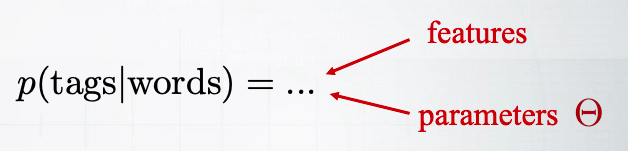 features
p(tags|words) = ...
parameters Θ